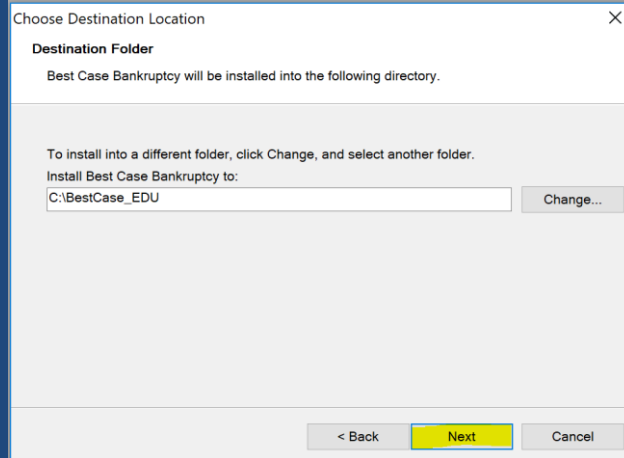 Choose Destination Location
Destination Folder
Best Case Bankruptcy will be installed into the following directory.
To install into a different folder, click Change, and select another folder.
Install Best Case Bankruptcy to:
C:\BestCase_EDU
Change...
< Back
Next
Cancel